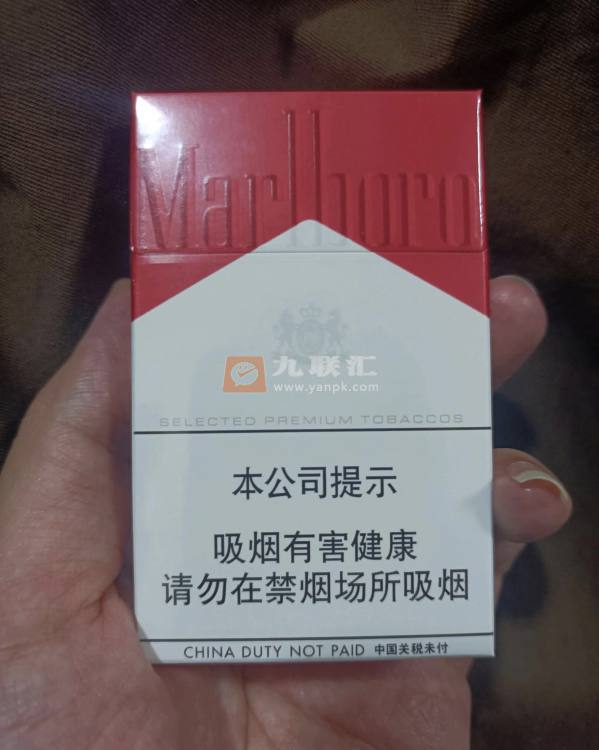 Marlboro
九联汇
www.yanpk.com
SELECTED PREMIUM TOBACCOS
本公司提示
吸烟有害健康
请勿在禁烟场所吸烟
CHINA DUTY NOT PAID 中国关税未付